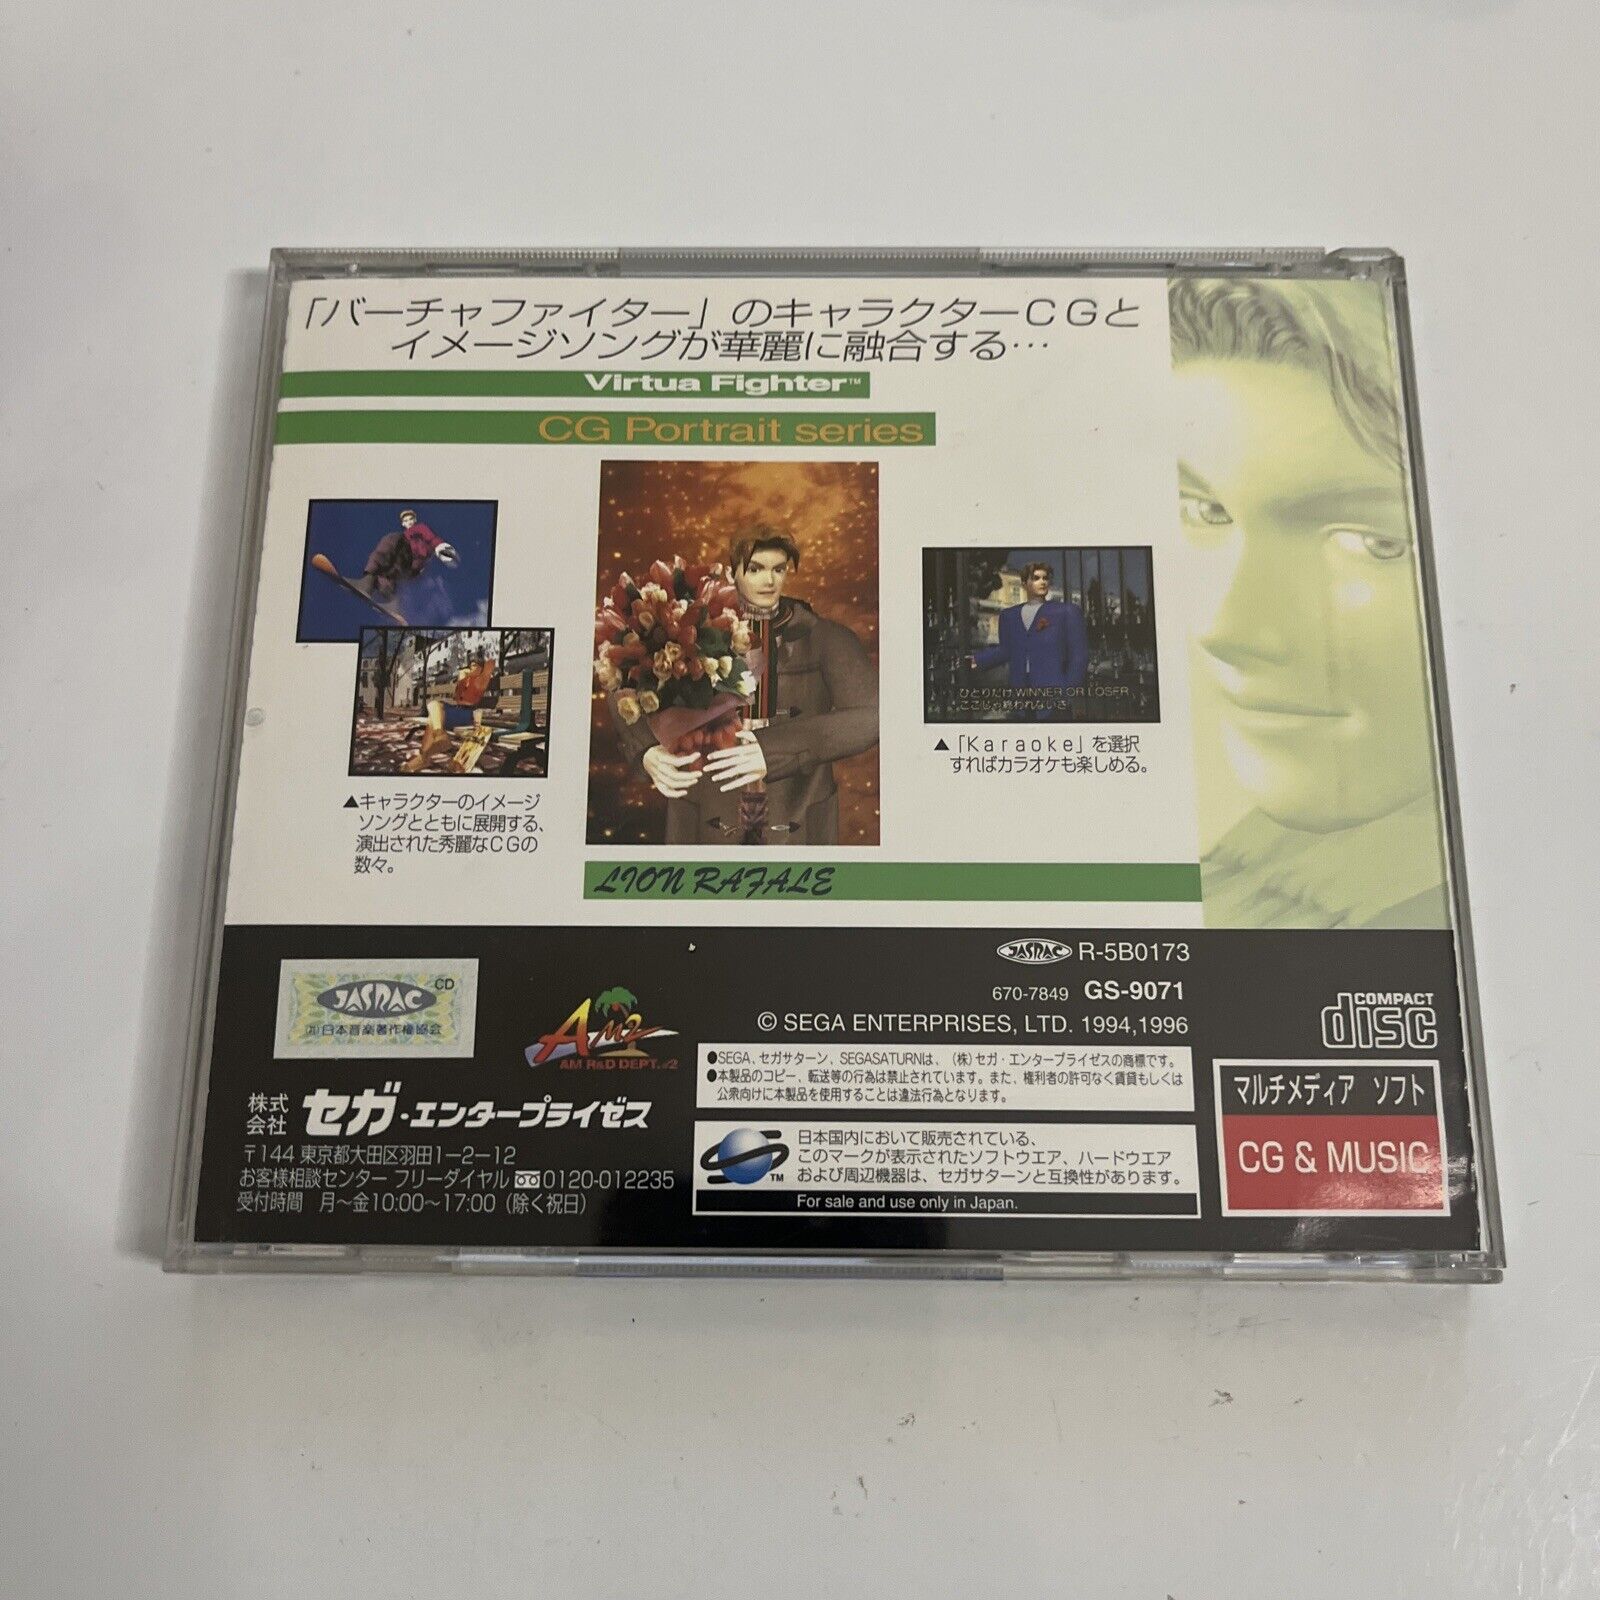 「バーチャファイター」のキャラクターCGと
イメージソングが華麗に融合する…
Virtua Fighter™
CG Portrait series
ひとりだけ WINNER OR LOSER
ここじゃ終われないさ
▲「Karaoke」を選択
すればカラオケも楽しめる。
▲キャラクターのイメージ
ソングとともに展開する、
演出された秀麗なCGの
数々。
LION RAFALE
JASRAC R-5B0173
670-7849 GS-9071
© SEGA ENTERPRISES, LTD. 1994,1996
CD
JASRAC
(社)日本音楽著作権協会
AM2
AM R&D DEPT.#2
COMPACT
disc
●SEGA、セガサターン、SEGASATURNは、(株)セガ・エンタープライゼスの商標です。
●本製品のコピー、転送等の行為は禁止されています。また、権利者の許可なく賃貸もしくは
公衆向けに本製品を使用することは違法行為となります。
株式会社 セガ・エンタープライゼス
〒144 東京都大田区羽田1-2-12
お客様相談センター フリーダイヤル 0120-012235
受付時間 月〜金10:00〜17:00(除く祝日)
日本国内において販売されている、
このマークが表示されたソフトウエア、ハードウエア
および周辺機器は、セガサターンと互換性があります。
TM
For sale and use only in Japan.
マルチメディア ソフト
CG & MUSIC